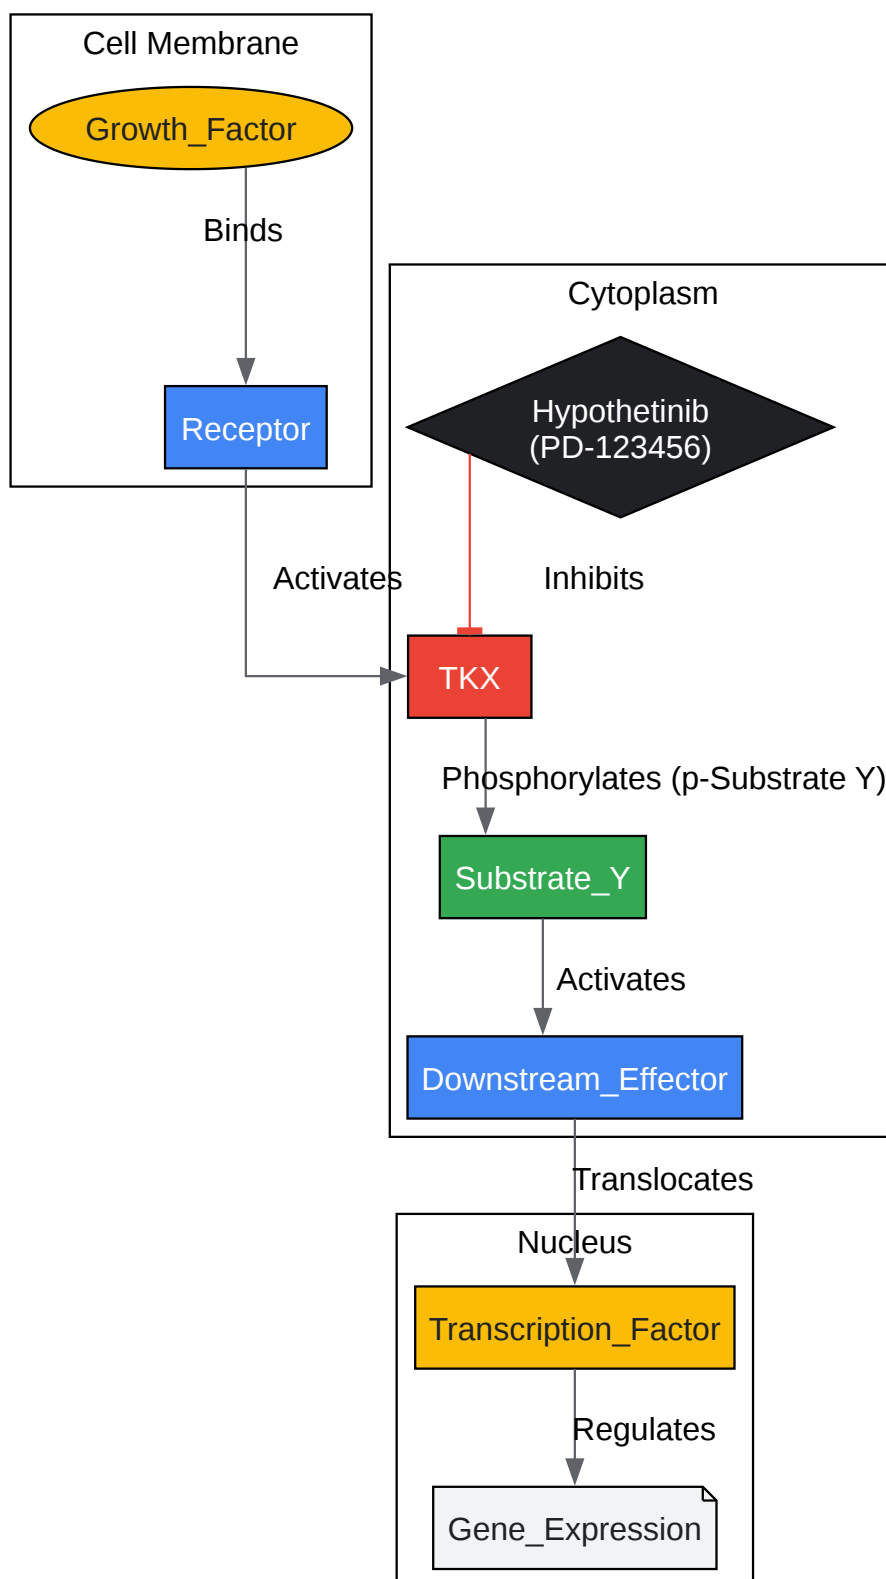 Cell Membrane
Growth_Factor
Binds
Cytoplasm
Hypothetinib
(PD-123456)
Receptor
Activates
Inhibits
TKX
Phosphorylates (p-Substrate Y)
Substrate_Y
Activates
Downstream_Effector
Translocates
Nucleus
Transcription_Factor
Regulates
Gene_Expression